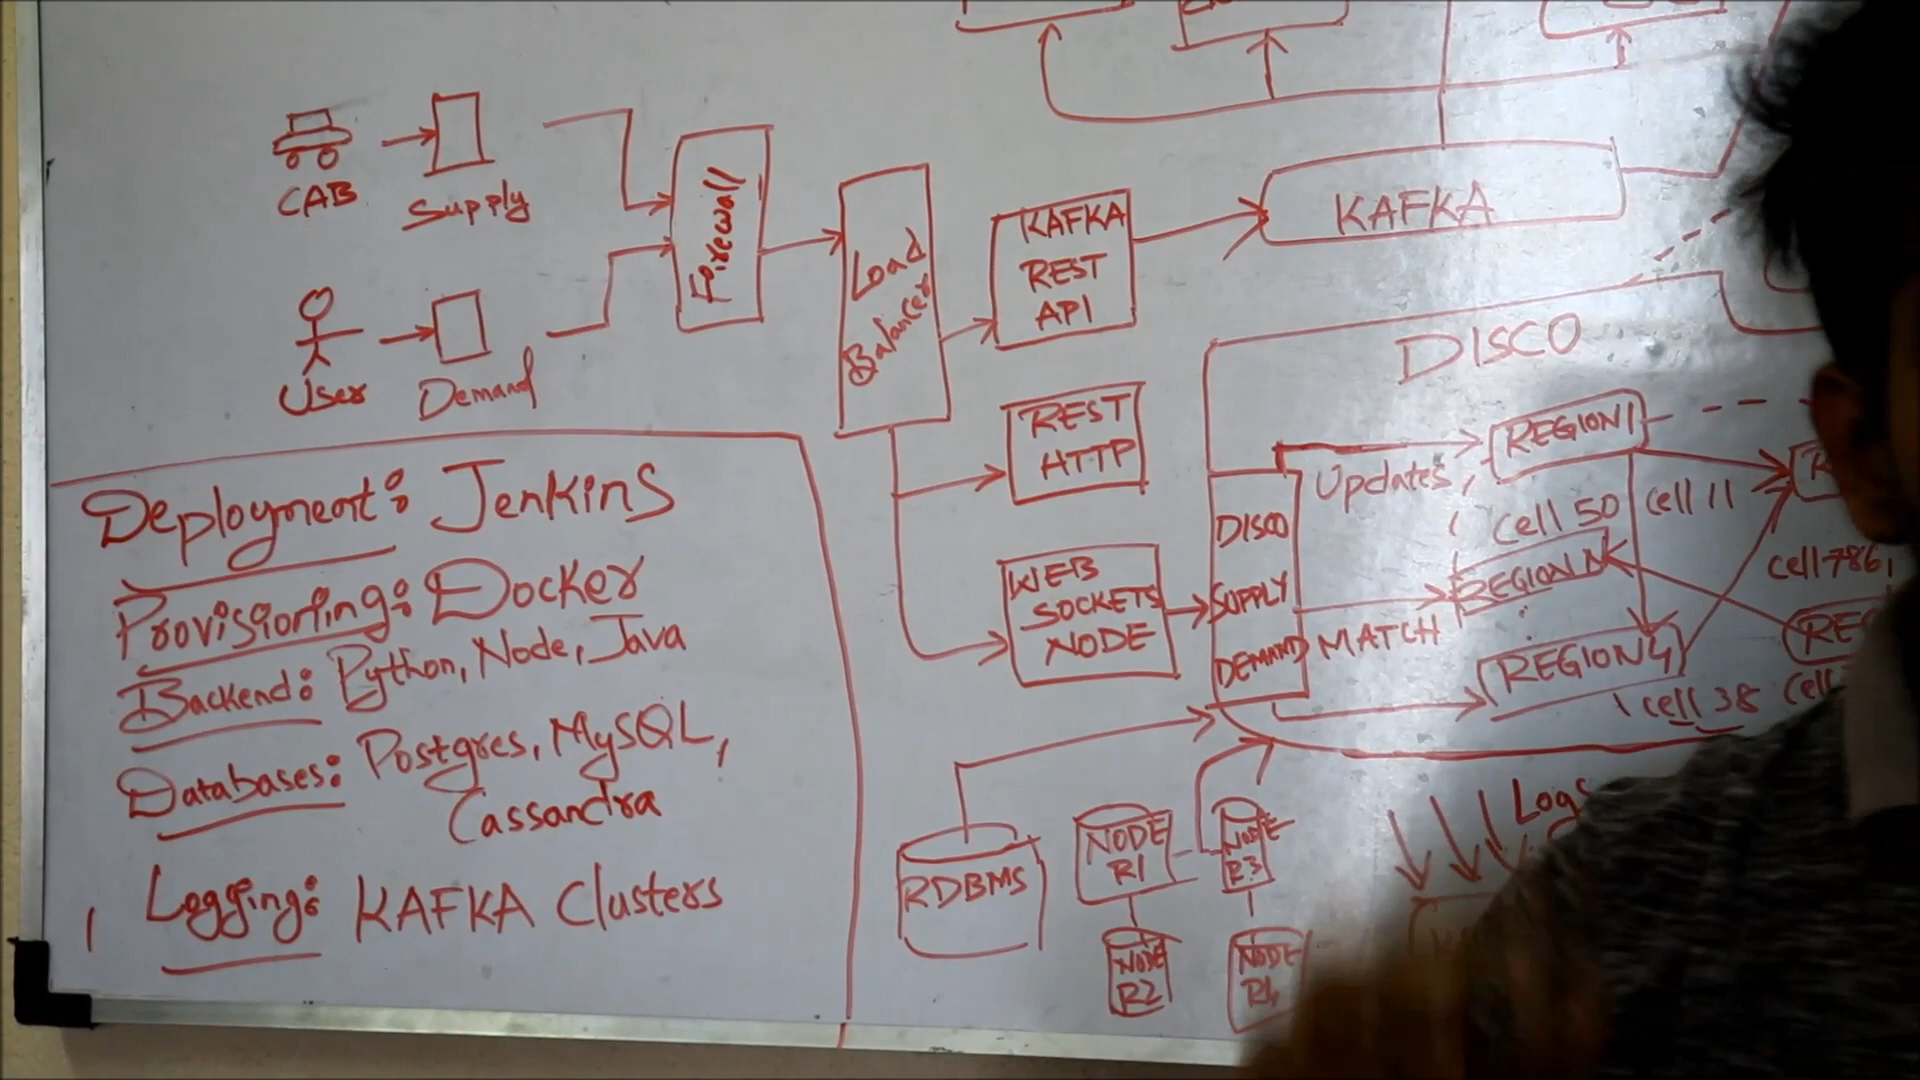 CAB
Supply
User
Demand
Firewall
Load
Balancer
KAFKA
REST
API
KAFKA
REST
HTTP
WEB
SOCKETS
NODE
DISCO
DISCO
SUPPLY
DEMAND
Updates
MATCH
REGION1
Cell 50
Cell 11
REGION N
REGION4
Cell 38
Cell 786
Logs
RDBMS
NODE
R1
NODE
R2
NODE
R3
NODE
R4
Deployment: Jenkins
Provisioning: Docker
Backend: Python, Node, Java
Databases: Postgres, MySQL,
Cassandra
Logging: KAFKA Clusters